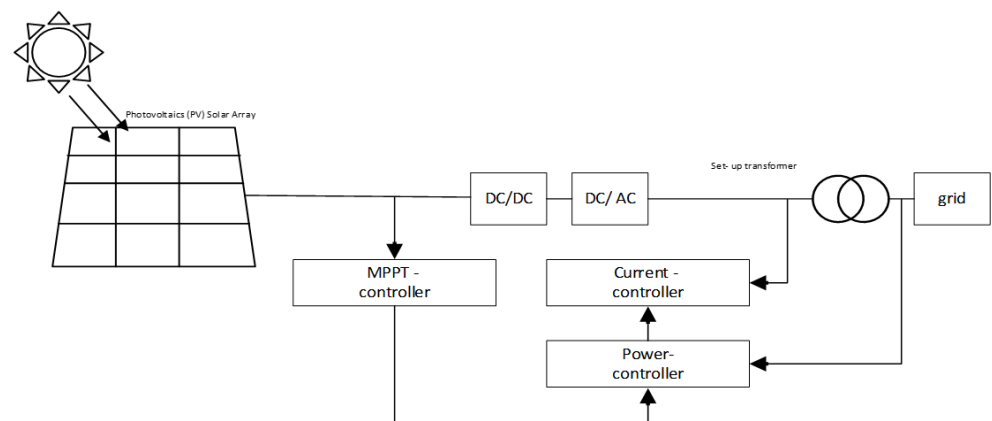 Photovoltaics (PV) Solar Array
Set- up transformer
DC/DC
DC/ AC
grid
MPPT -
controller
Current -
controller
Power-
controller